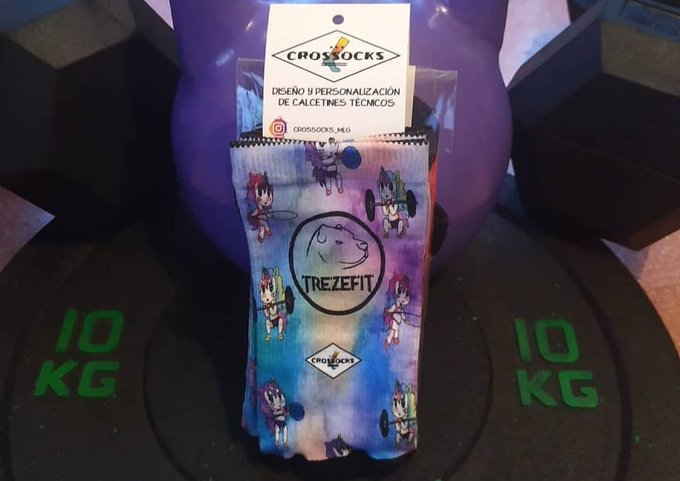 CROSSOCKS
DISEÑO Y PERSONALIZACIÓN
DE CALCETINES TÉCNICOS
CROSSOCKS_MLG
TREZEFIT
CROSSOCKS
10
KG
10
KG